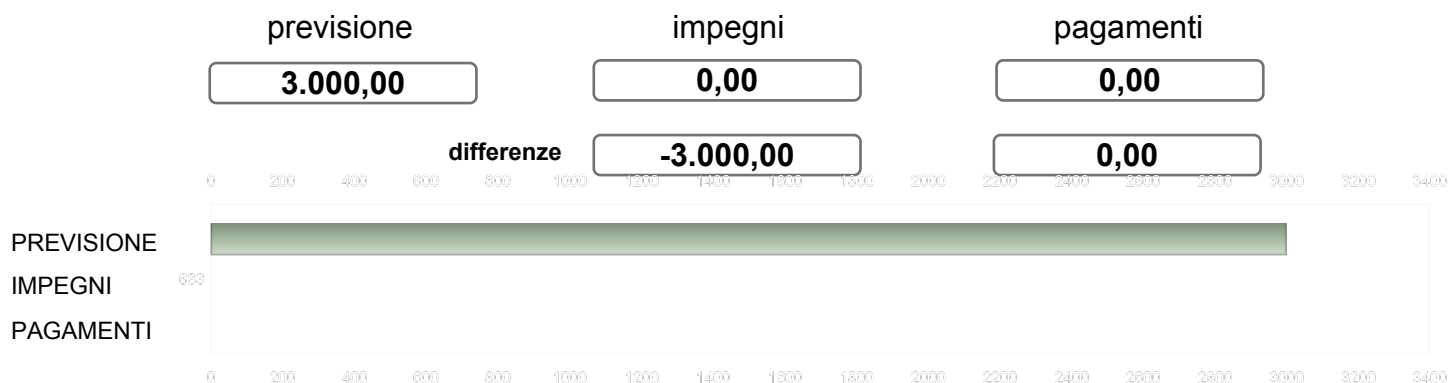 previsione impegni pagamenti
3.000,00 0,00 0,00
differenze -3.000,00 0,00
0 200 400 600 800 1000 1200 1400 1600 1800 2000 2200 2400 2600 2800 3000 3200 3400
PREVISIONE
IMPEGNI 683
PAGAMENTI
0 200 400 600 800 1000 1200 1400 1600 1800 2000 2200 2400 2600 2800 3000 3200 3400